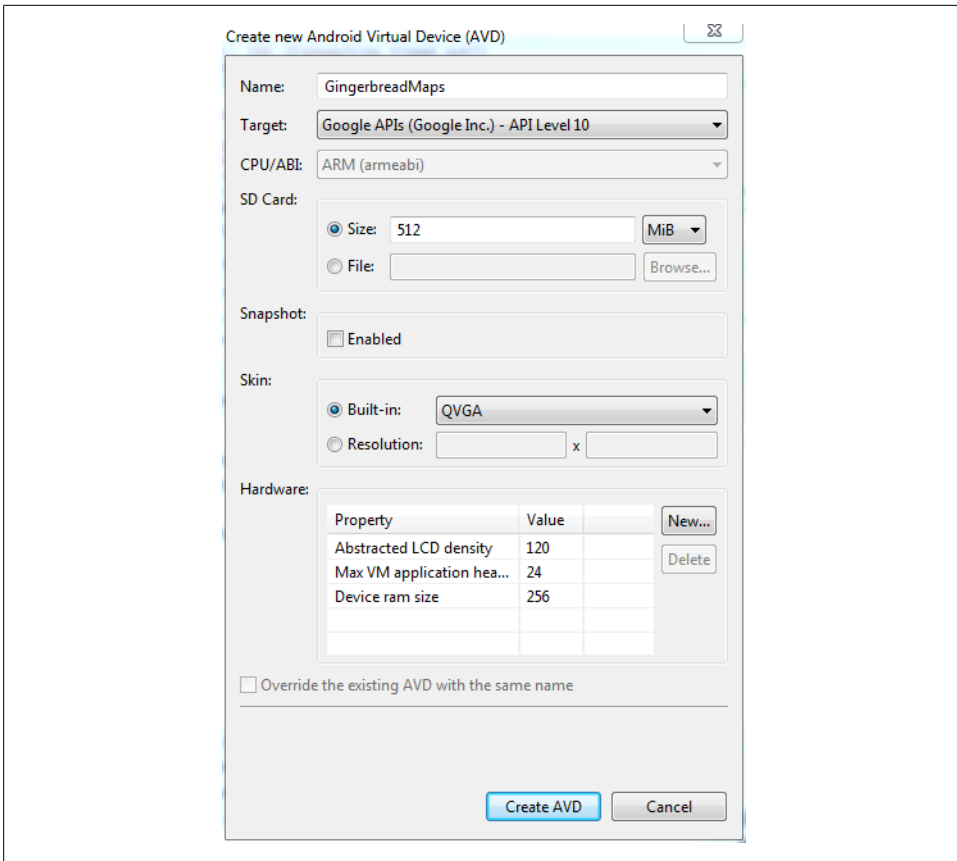 Create new Android Virtual Device (AVD)
Name: GingerbreadMaps
Target: Google APIs (Google Inc.) - API Level 10
CPU/ABI: ARM (armeabi)
SD Card:
Size: 512 MiB
File: Browse...
Snapshot:
Enabled
Skin:
Built-in: QVGA
Resolution: x
Hardware:
Property Value New...
Abstracted LCD density 120 Delete
Max VM application hea... 24
Device ram size 256
Override the existing AVD with the same name
Create AVD Cancel